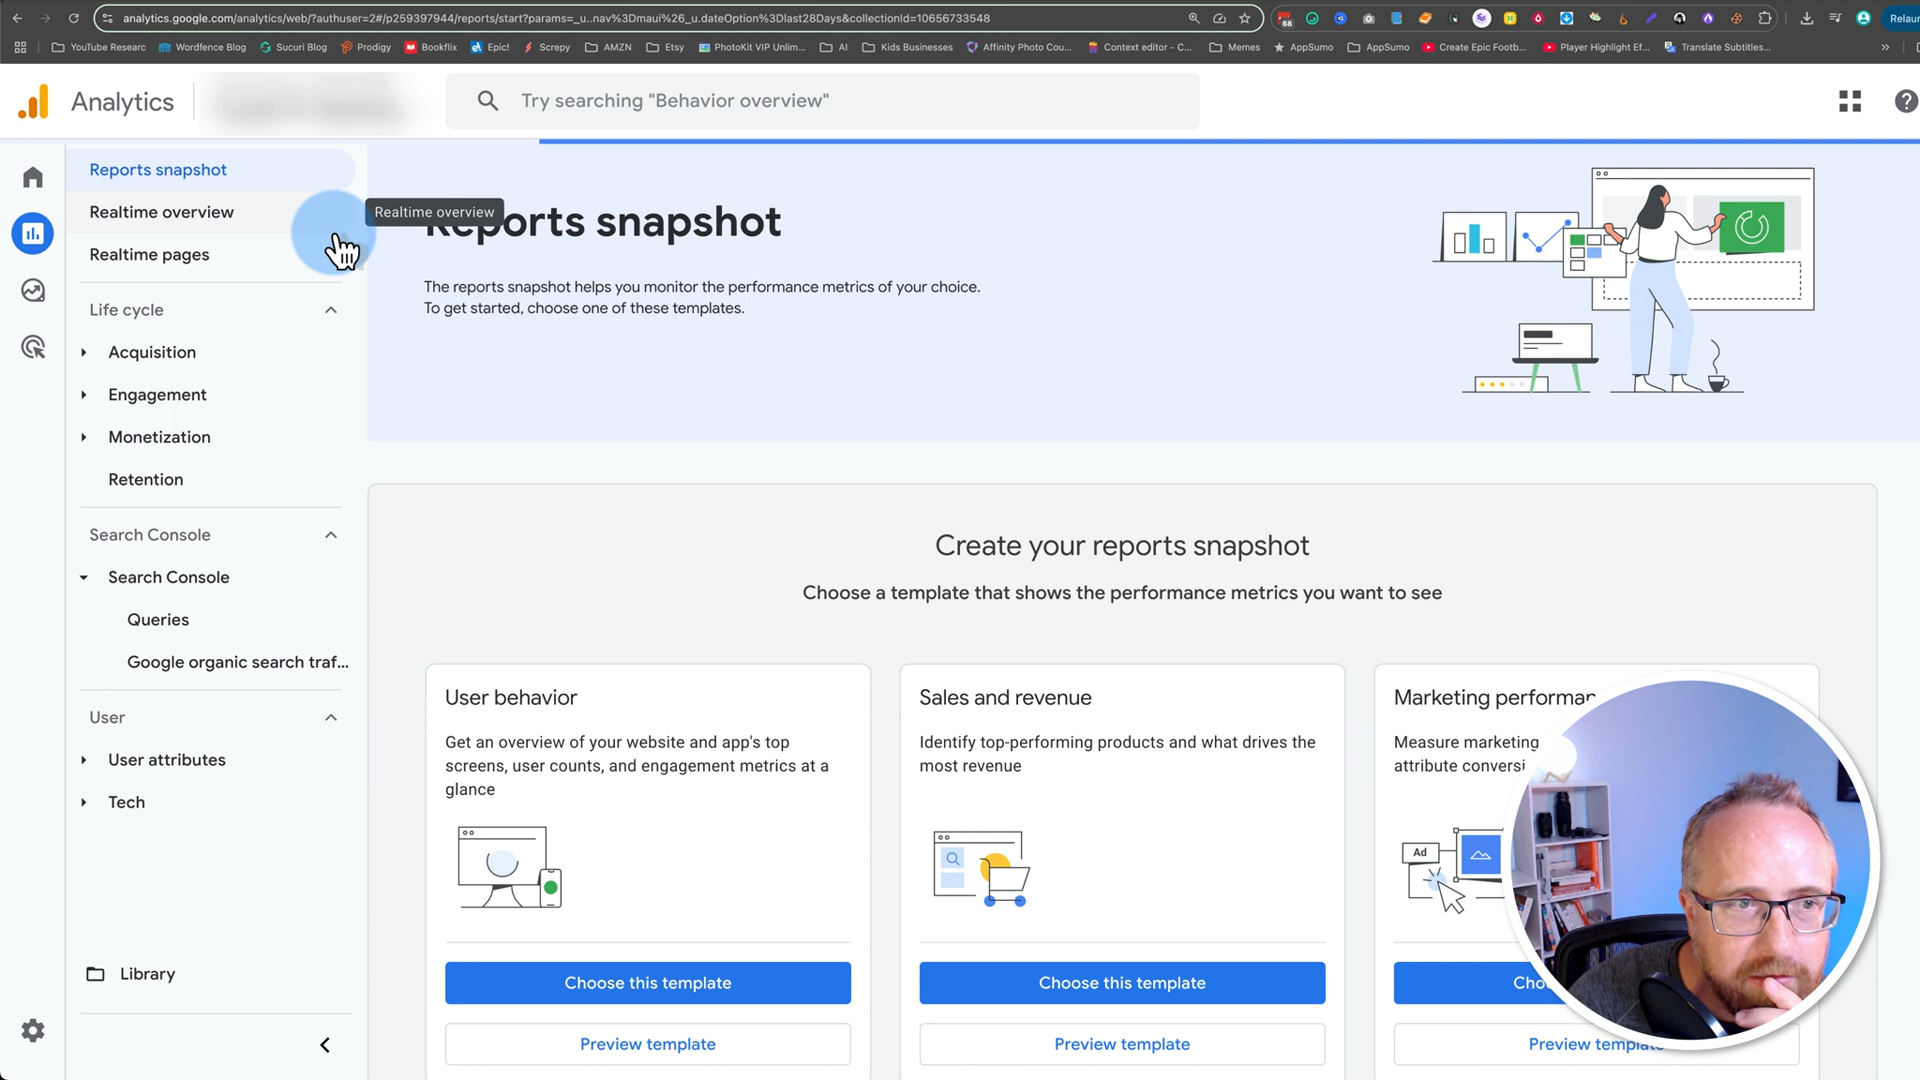 analytics.google.com/analytics/web/?authuser=2#/p259397944/reports/start?params=_u..nav%3Dmaui%26_u.dateOption%3Dlast28Days&collectionId=10656733548
68
Relaur
YouTube Researc
Wordfence Blog
Sucuri Blog
Prodigy
Bookflix
Epic!
Screpy
AMZN
Etsy
PhotoKit VIP Unlim...
AI
Kids Businesses
Affinity Photo Cou...
Context editor - C...
Memes
AppSumo
AppSumo
Create Epic Footb...
Player Highlight Ef...
Translate Subtitles...
Analytics
Try searching "Behavior overview"
Reports snapshot
Realtime overview
Realtime pages
Life cycle
Acquisition
Engagement
Monetization
Retention
Search Console
Search Console
Queries
Google organic search traf...
User
User attributes
Tech
Library
Realtime overview
Reports snapshot
The reports snapshot helps you monitor the performance metrics of your choice.
To get started, choose one of these templates.
Create your reports snapshot
Choose a template that shows the performance metrics you want to see
User behavior
Get an overview of your website and app's top
screens, user counts, and engagement metrics at a
glance
Choose this template
Preview template
Sales and revenue
Identify top-performing products and what drives the
most revenue
Choose this template
Preview template
Marketing performan
Measure marketing
attribute conversi
Ad
Cho
Preview template